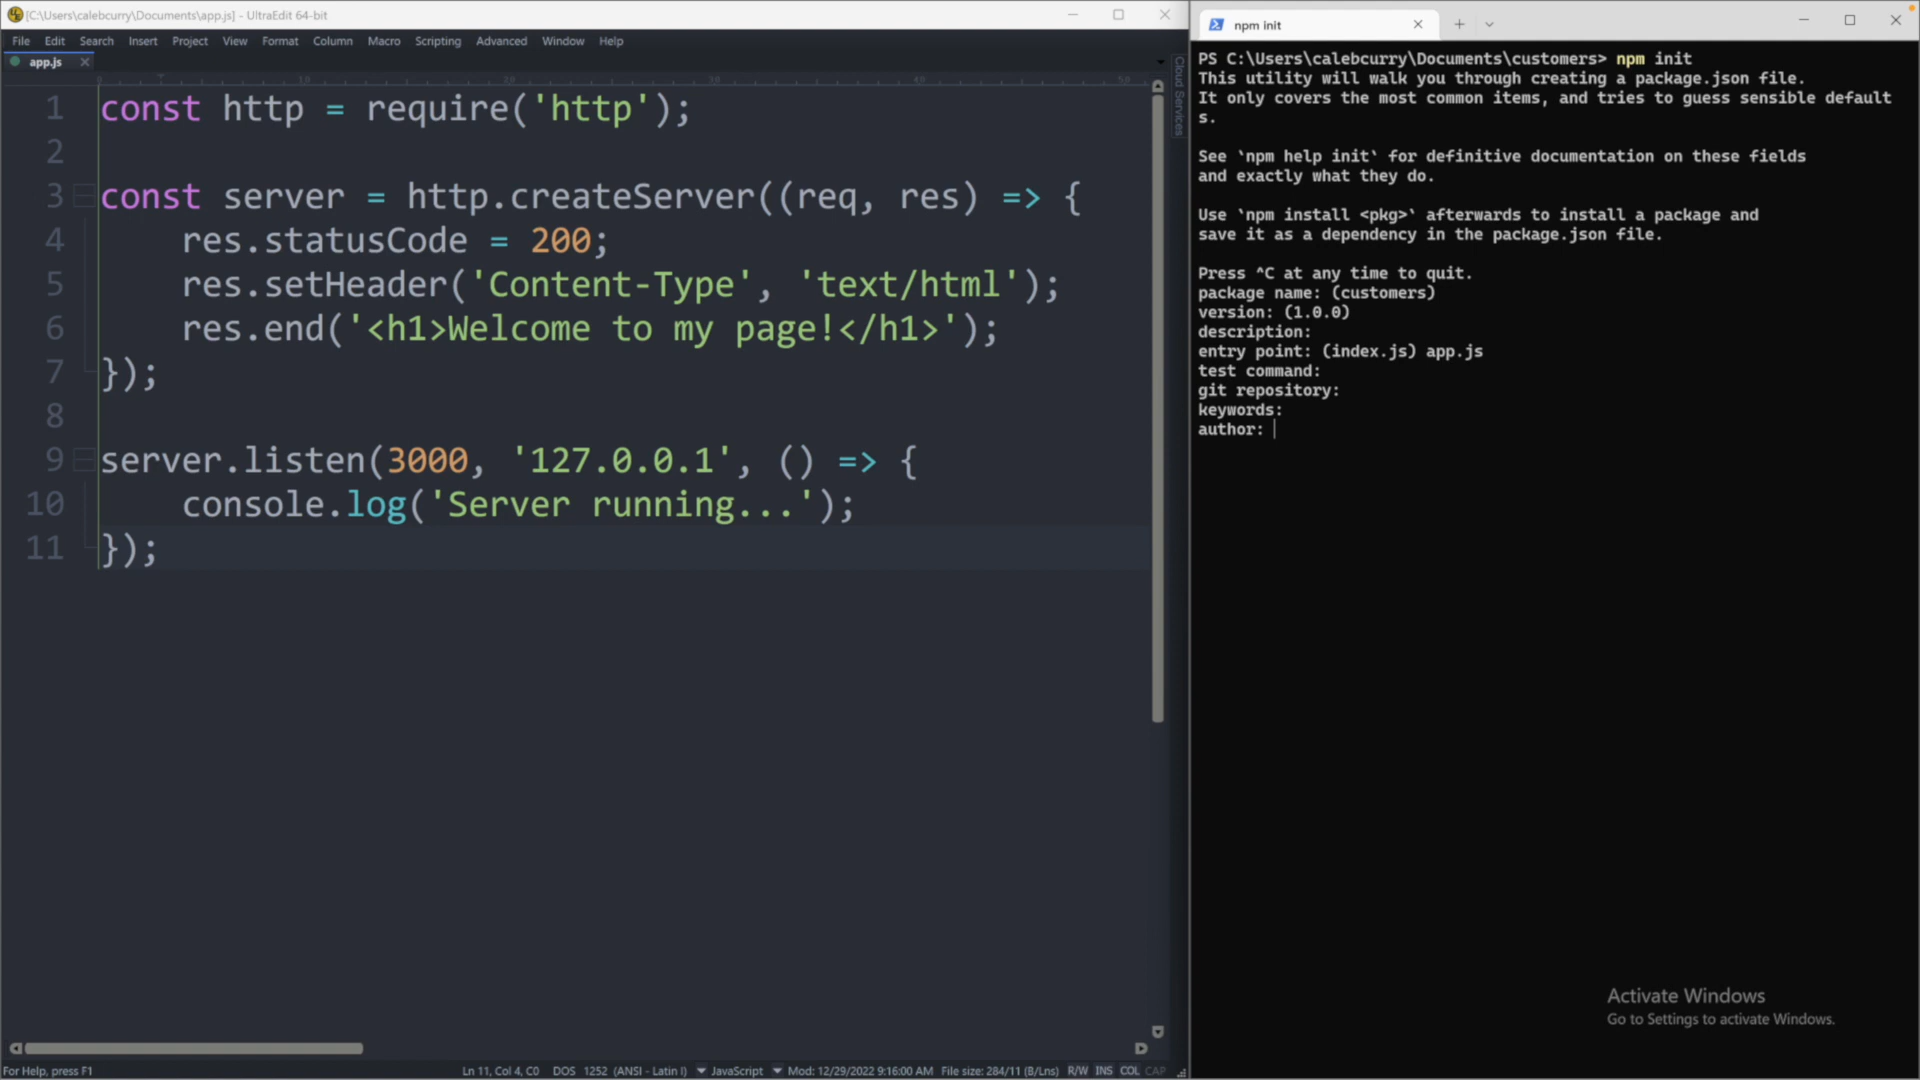 [C:\Users\calebcurry\Documents\app.js] - UltraEdit 64-bit
File Edit Search Insert Project View Format Column Macro Scripting Advanced Window Help
app.js
1 const http = require('http');
2
3 const server = http.createServer((req, res) => {
4 res.statusCode = 200;
5 res.setHeader('Content-Type', 'text/html');
6 res.end('<h1>Welcome to my page!</h1>');
7 });
8
9 server.listen(3000, '127.0.0.1', () => {
10 console.log('Server running...');
11 });
Cloud Services
For Help, press F1
Ln 11, Col 4, C0 DOS 1252 (ANSI - Latin I) JavaScript Mod: 12/29/2022 9:16:00 AM File size: 284/11 (B/Lns) R/W INS COL CAP
npm init
PS C:\Users\calebcurry\Documents\customers> npm init
This utility will walk you through creating a package.json file.
It only covers the most common items, and tries to guess sensible default
s.
See `npm help init` for definitive documentation on these fields
and exactly what they do.
Use `npm install <pkg>` afterwards to install a package and
save it as a dependency in the package.json file.
Press ^C at any time to quit.
package name: (customers)
version: (1.0.0)
description:
entry point: (index.js) app.js
test command:
git repository:
keywords:
author:
Activate Windows
Go to Settings to activate Windows.